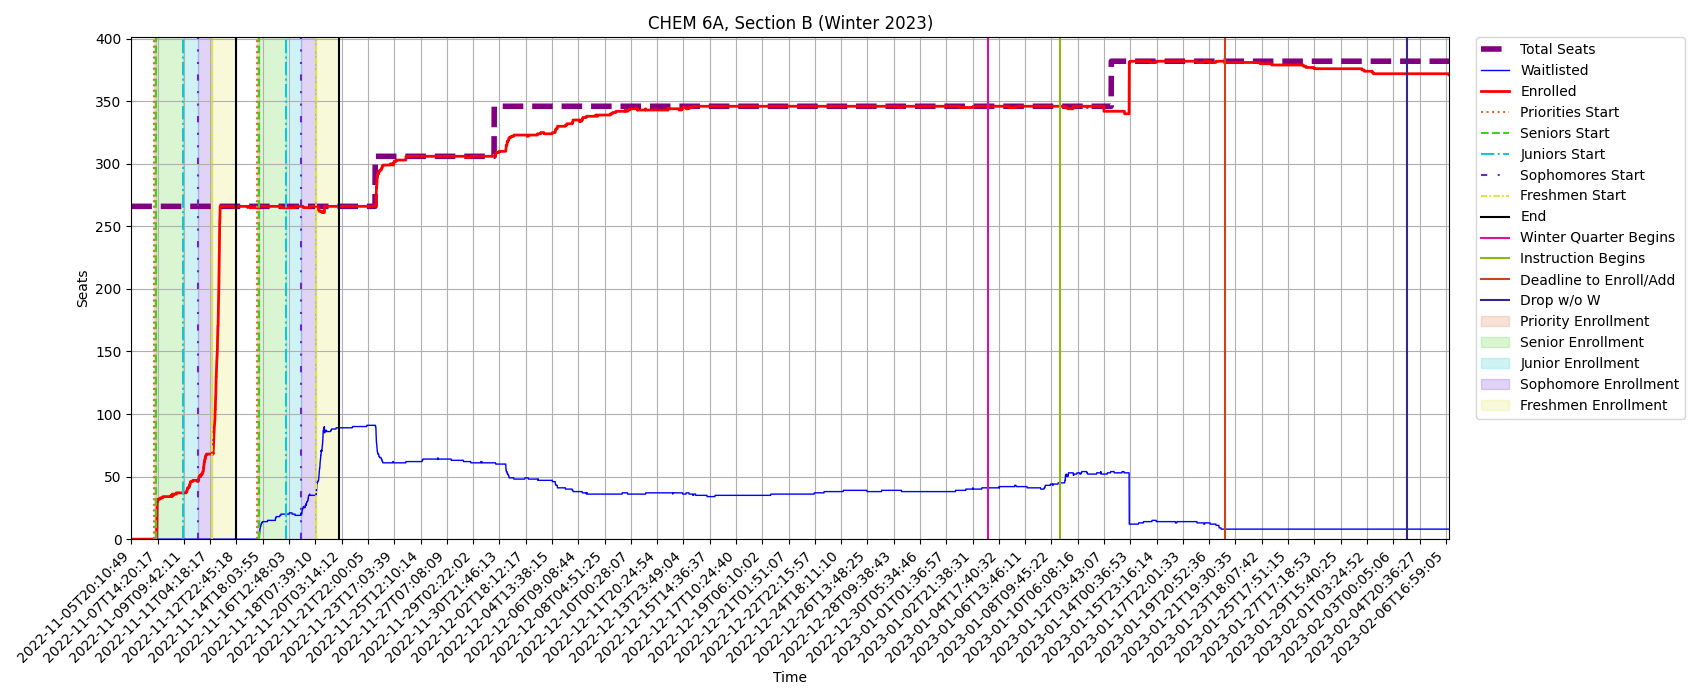 CHEM 6A, Section B (Winter 2023)
400
350
300
250
200
150
100
50
0
Seats
2022-11-05T20:10:49
2022-11-07T14:20:17
2022-11-09T09:42:11
2022-11-11T04:18:17
2022-11-12T22:45:18
2022-11-14T18:03:55
2022-11-16T12:48:03
2022-11-18T07:39:10
2022-11-20T03:14:12
2022-11-21T22:00:05
2022-11-23T17:03:39
2022-11-25T12:10:14
2022-11-27T07:08:09
2022-11-29T02:22:02
2022-11-30T21:46:13
2022-12-02T18:12:17
2022-12-04T13:38:15
2022-12-06T09:08:44
2022-12-08T04:51:25
2022-12-10T00:28:07
2022-12-11T20:24:54
2022-12-13T23:49:04
2022-12-15T14:36:37
2022-12-17T10:24:40
2022-12-19T06:10:02
2022-12-21T01:51:07
2022-12-22T22:15:57
2022-12-24T18:11:10
2022-12-26T13:48:25
2022-12-28T09:38:43
2022-12-30T05:34:46
2023-01-01T01:36:57
2023-01-02T21:38:31
2023-01-04T17:40:32
2023-01-06T13:46:11
2023-01-08T09:45:22
2023-01-10T06:08:16
2023-01-12T03:43:07
2023-01-14T00:36:53
2023-01-15T23:16:14
2023-01-17T22:01:33
2023-01-19T20:52:36
2023-01-21T19:30:35
2023-01-23T18:07:42
2023-01-25T17:51:15
2023-01-27T17:18:53
2023-01-29T15:40:25
2023-02-01T03:24:52
2023-02-03T00:05:06
2023-02-04T20:36:27
2023-02-06T16:59:05
Time
Total Seats
Waitlisted
Enrolled
Priorities Start
Seniors Start
Juniors Start
Sophomores Start
Freshmen Start
End
Winter Quarter Begins
Instruction Begins
Deadline to Enroll/Add
Drop w/o W
Priority Enrollment
Senior Enrollment
Junior Enrollment
Sophomore Enrollment
Freshmen Enrollment